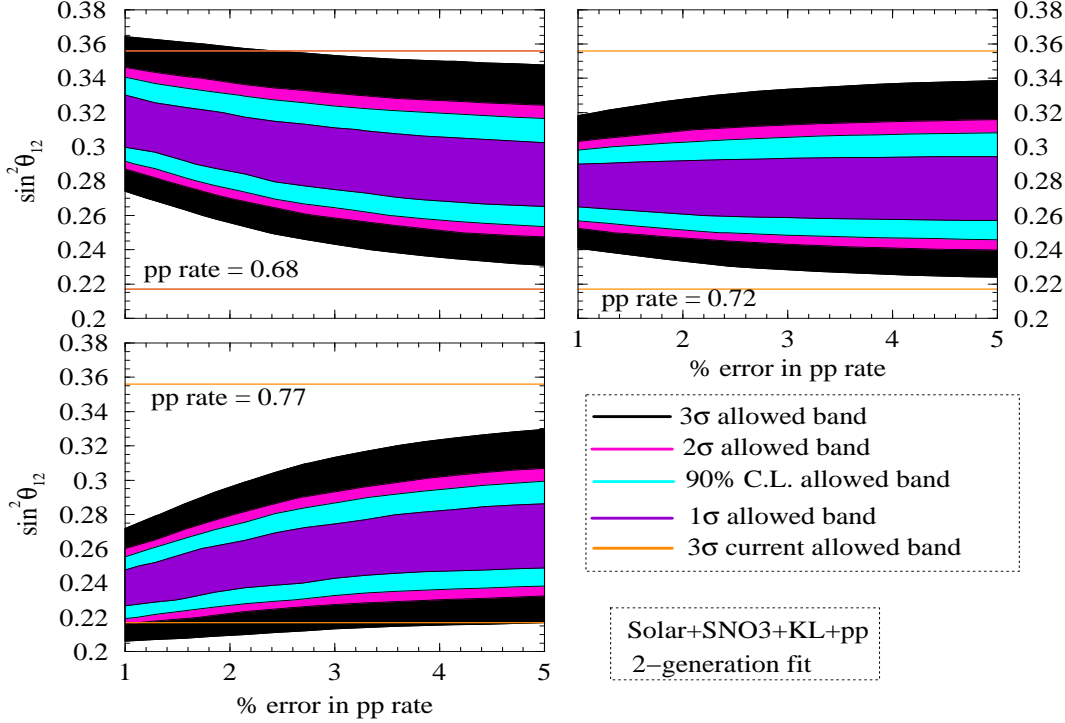 0.38
0.36
0.34
0.32
0.3
0.28
0.26
0.24
0.22
0.2
sin²θ₁₂
pp rate = 0.68
pp rate = 0.72
0.38
0.36
0.34
0.32
0.3
0.28
0.26
0.24
0.22
0.2
1 2 3 4 5
% error in pp rate
0.38
0.36
0.34
0.32
0.3
0.28
0.26
0.24
0.22
0.2
sin²θ₁₂
pp rate = 0.77
1 2 3 4 5
% error in pp rate
3σ allowed band
2σ allowed band
90% C.L. allowed band
1σ allowed band
3σ current allowed band
Solar+SNO3+KL+pp
2−generation fit